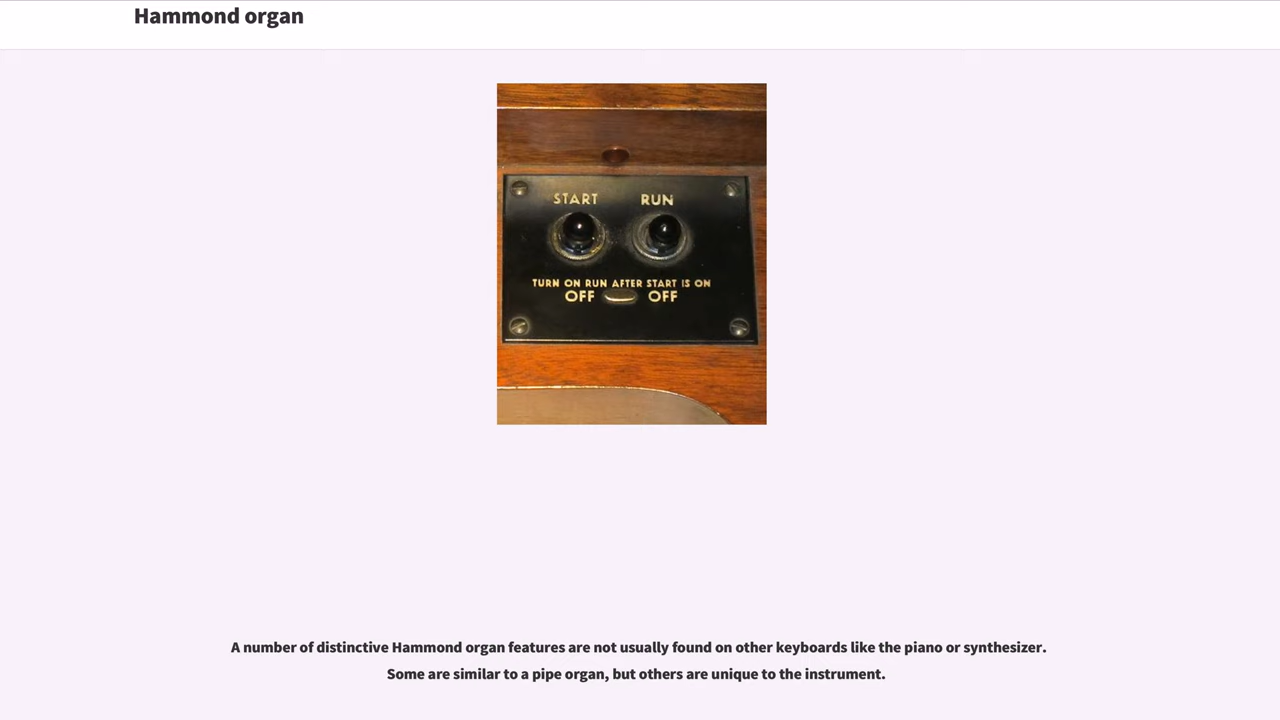 Hammond organ
START RUN
TURN ON RUN AFTER START IS ON
OFF OFF
A number of distinctive Hammond organ features are not usually found on other keyboards like the piano or synthesizer.
Some are similar to a pipe organ, but others are unique to the instrument.